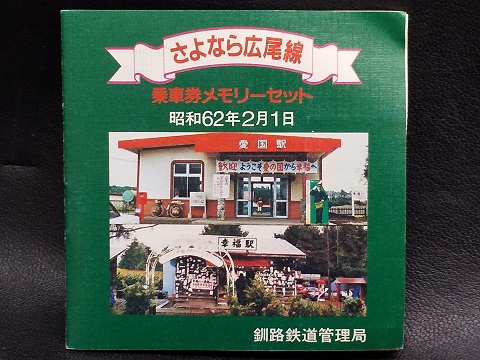 さよなら広尾線
乗車券メモリーセット
昭和62年2月1日
愛国駅
歓迎 ようこそ愛の国から幸福へ
幸福駅
釧路鉄道管理局